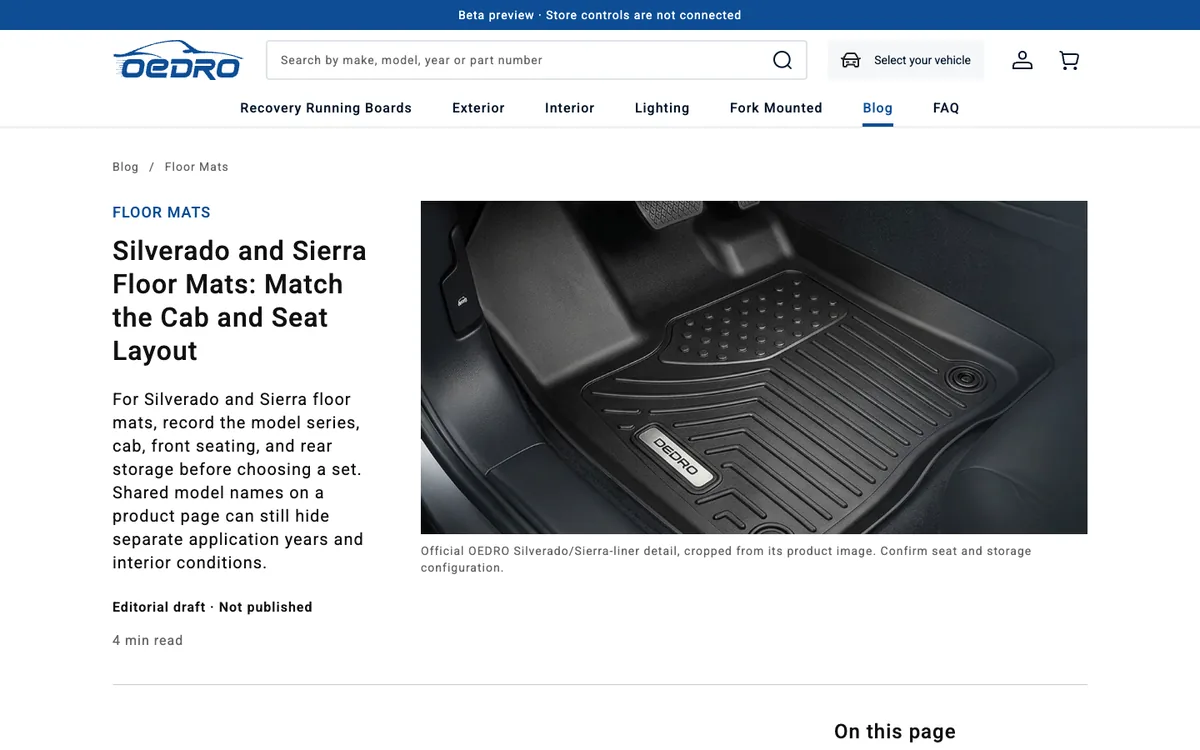 Beta preview · Store controls are not connected
OEDRO
Search by make, model, year or part number
Select your vehicle
Recovery Running Boards
Exterior
Interior
Lighting
Fork Mounted
Blog
FAQ
Blog / Floor Mats
FLOOR MATS
Silverado and Sierra
Floor Mats: Match
the Cab and Seat
Layout
For Silverado and Sierra floor
mats, record the model series,
cab, front seating, and rear
storage before choosing a set.
Shared model names on a
product page can still hide
separate application years and
interior conditions.
Editorial draft · Not published
4 min read
OEDRO
Official OEDRO Silverado/Sierra-liner detail, cropped from its product image. Confirm seat and storage
configuration.
On this page